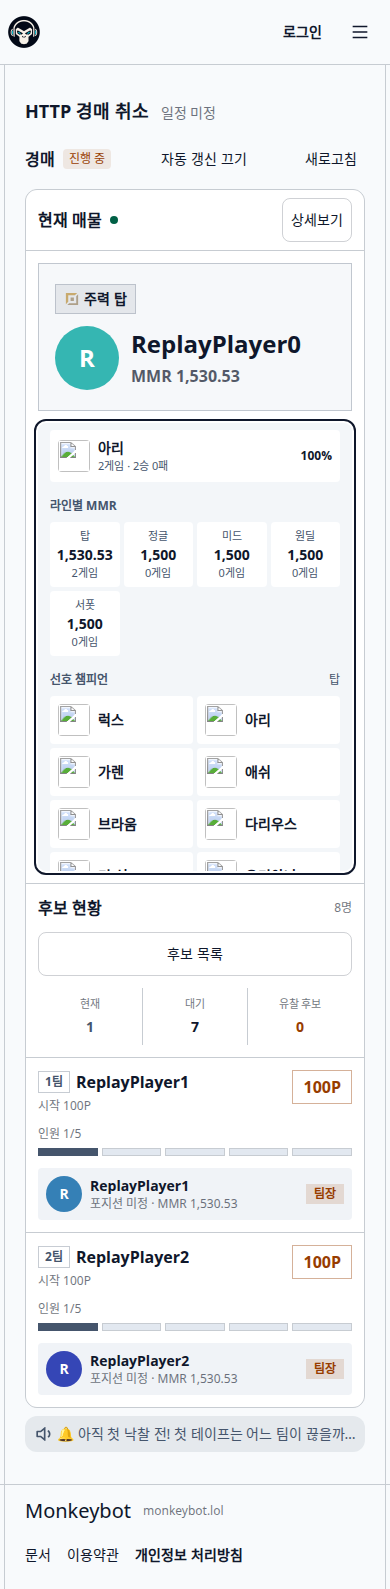 로그인
HTTP 경매 취소 일정 미정
경매 진행 중 자동 갱신 끄기 새로고침
현재 매물 상세보기
주력 탑
R ReplayPlayer0
MMR 1,530.53
아리 100%
2게임 · 2승 0패
라인별 MMR
탑 정글 미드 원딜
1,530.53 1,500 1,500 1,500
2게임 0게임 0게임 0게임
서폿
1,500
0게임
선호 챔피언 탑
럭스 아리
가렌 애쉬
브라움 다리우스
후보 현황 8명
후보 목록
현재 대기 유찰 후보
1 7 0
1팀 ReplayPlayer1 100P
시작 100P
인원 1/5
R ReplayPlayer1 팀장
포지션 미정 · MMR 1,530.53
2팀 ReplayPlayer2 100P
시작 100P
인원 1/5
R ReplayPlayer2 팀장
포지션 미정 · MMR 1,530.53
🔔 아직 첫 낙찰 전! 첫 테이프는 어느 팀이 끊을까...
Monkeybot monkeybot.lol
문서 이용약관 개인정보 처리방침